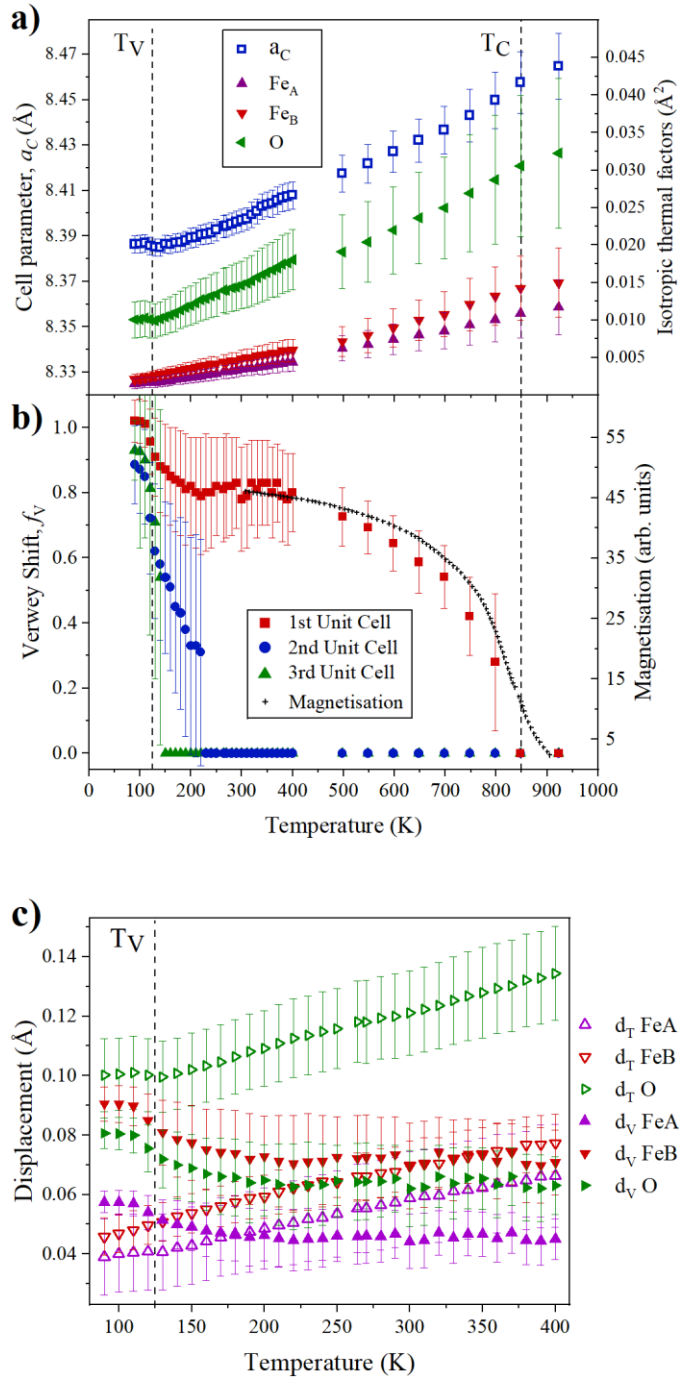 a)
T_V
T_C
a_C
Fe_A
Fe_B
O
8.47
8.45
8.43
8.41
8.39
8.37
8.35
8.33
Cell parameter, a_C (Å)
0.045
0.040
0.035
0.030
0.025
0.020
0.015
0.010
0.005
Isotropic thermal factors (Å²)
b)
1.0
0.8
0.6
0.4
0.2
0.0
Verwey Shift, f_V
1st Unit Cell
2nd Unit Cell
3rd Unit Cell
Magnetisation
55
45
35
25
15
5
Magnetisation (arb. units)
0 100 200 300 400 500 600 700 800 900 1000
Temperature (K)
c)
T_V
0.14
0.12
0.10
0.08
0.06
0.04
Displacement (Å)
d_T FeA
d_T FeB
d_T O
d_V FeA
d_V FeB
d_V O
100 150 200 250 300 350 400
Temperature (K)